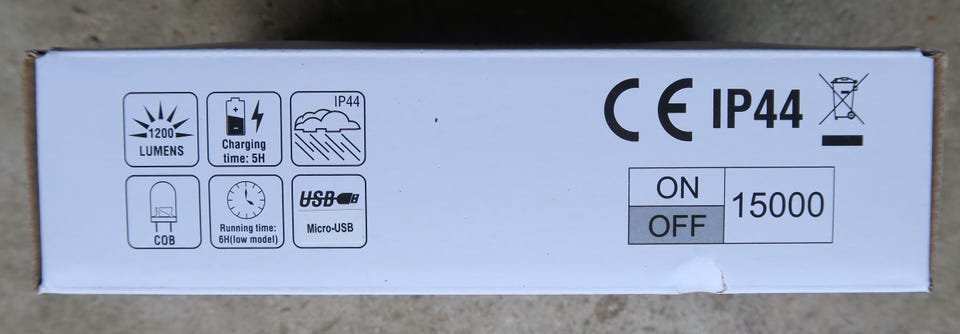 1200
LUMENS
Charging
time: 5H
IP44
COB
Running time:
6H(low model)
USB
Micro-USB
CE IP44
ON
OFF
15000